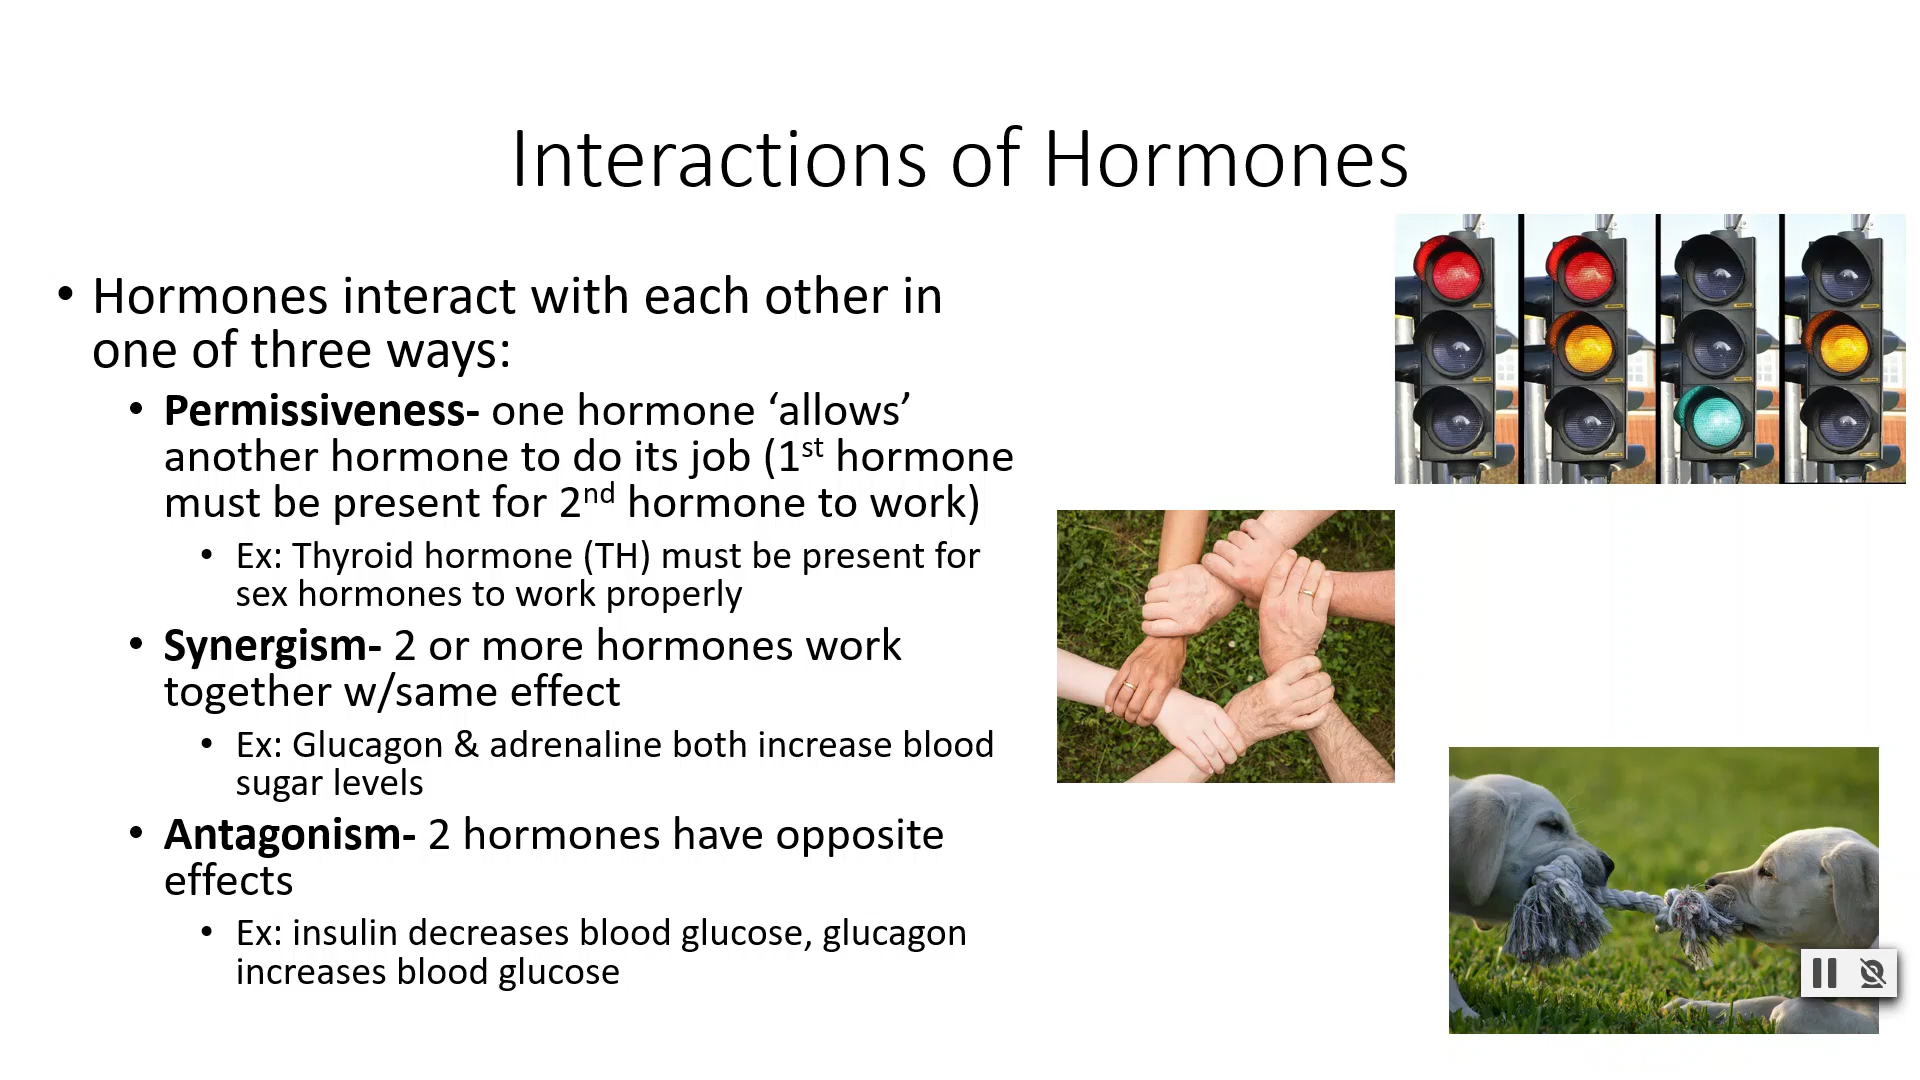 Interactions of Hormones
• Hormones interact with each other in
one of three ways:
• Permissiveness- one hormone ‘allows’
another hormone to do its job (1st hormone
must be present for 2nd hormone to work)
• Ex: Thyroid hormone (TH) must be present for
sex hormones to work properly
• Synergism- 2 or more hormones work
together w/same effect
• Ex: Glucagon & adrenaline both increase blood
sugar levels
• Antagonism- 2 hormones have opposite
effects
• Ex: insulin decreases blood glucose, glucagon
increases blood glucose